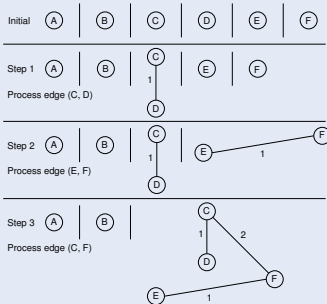 Initial A B C D E F
Step 1 A B C 1 D E F
Process edge (C, D)
Step 2 A B C 1 D E 1 F
Process edge (E, F)
Step 3 A B C 1 2 D F E 1
Process edge (C, F)